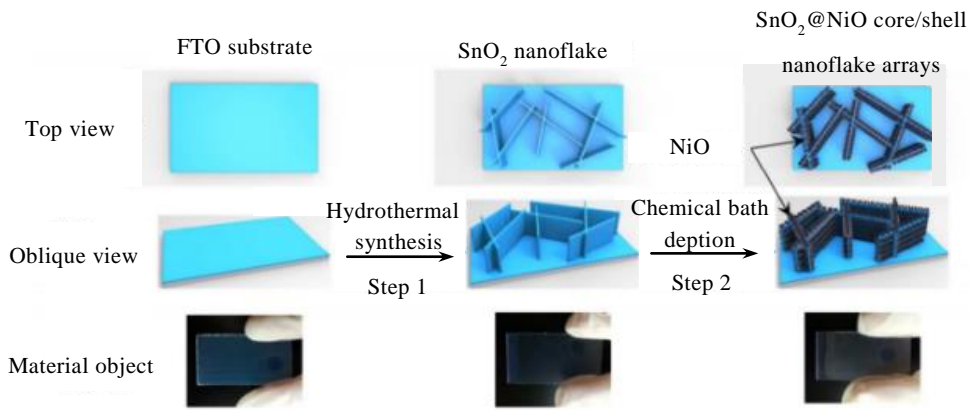 SnO2@NiO core/shell
FTO substrate
SnO2 nanoflake
nanoflake arrays
Top view
NiO
Hydrothermal
synthesis
Chemical bath
deption
Oblique view
Step 1
Step 2
Material object